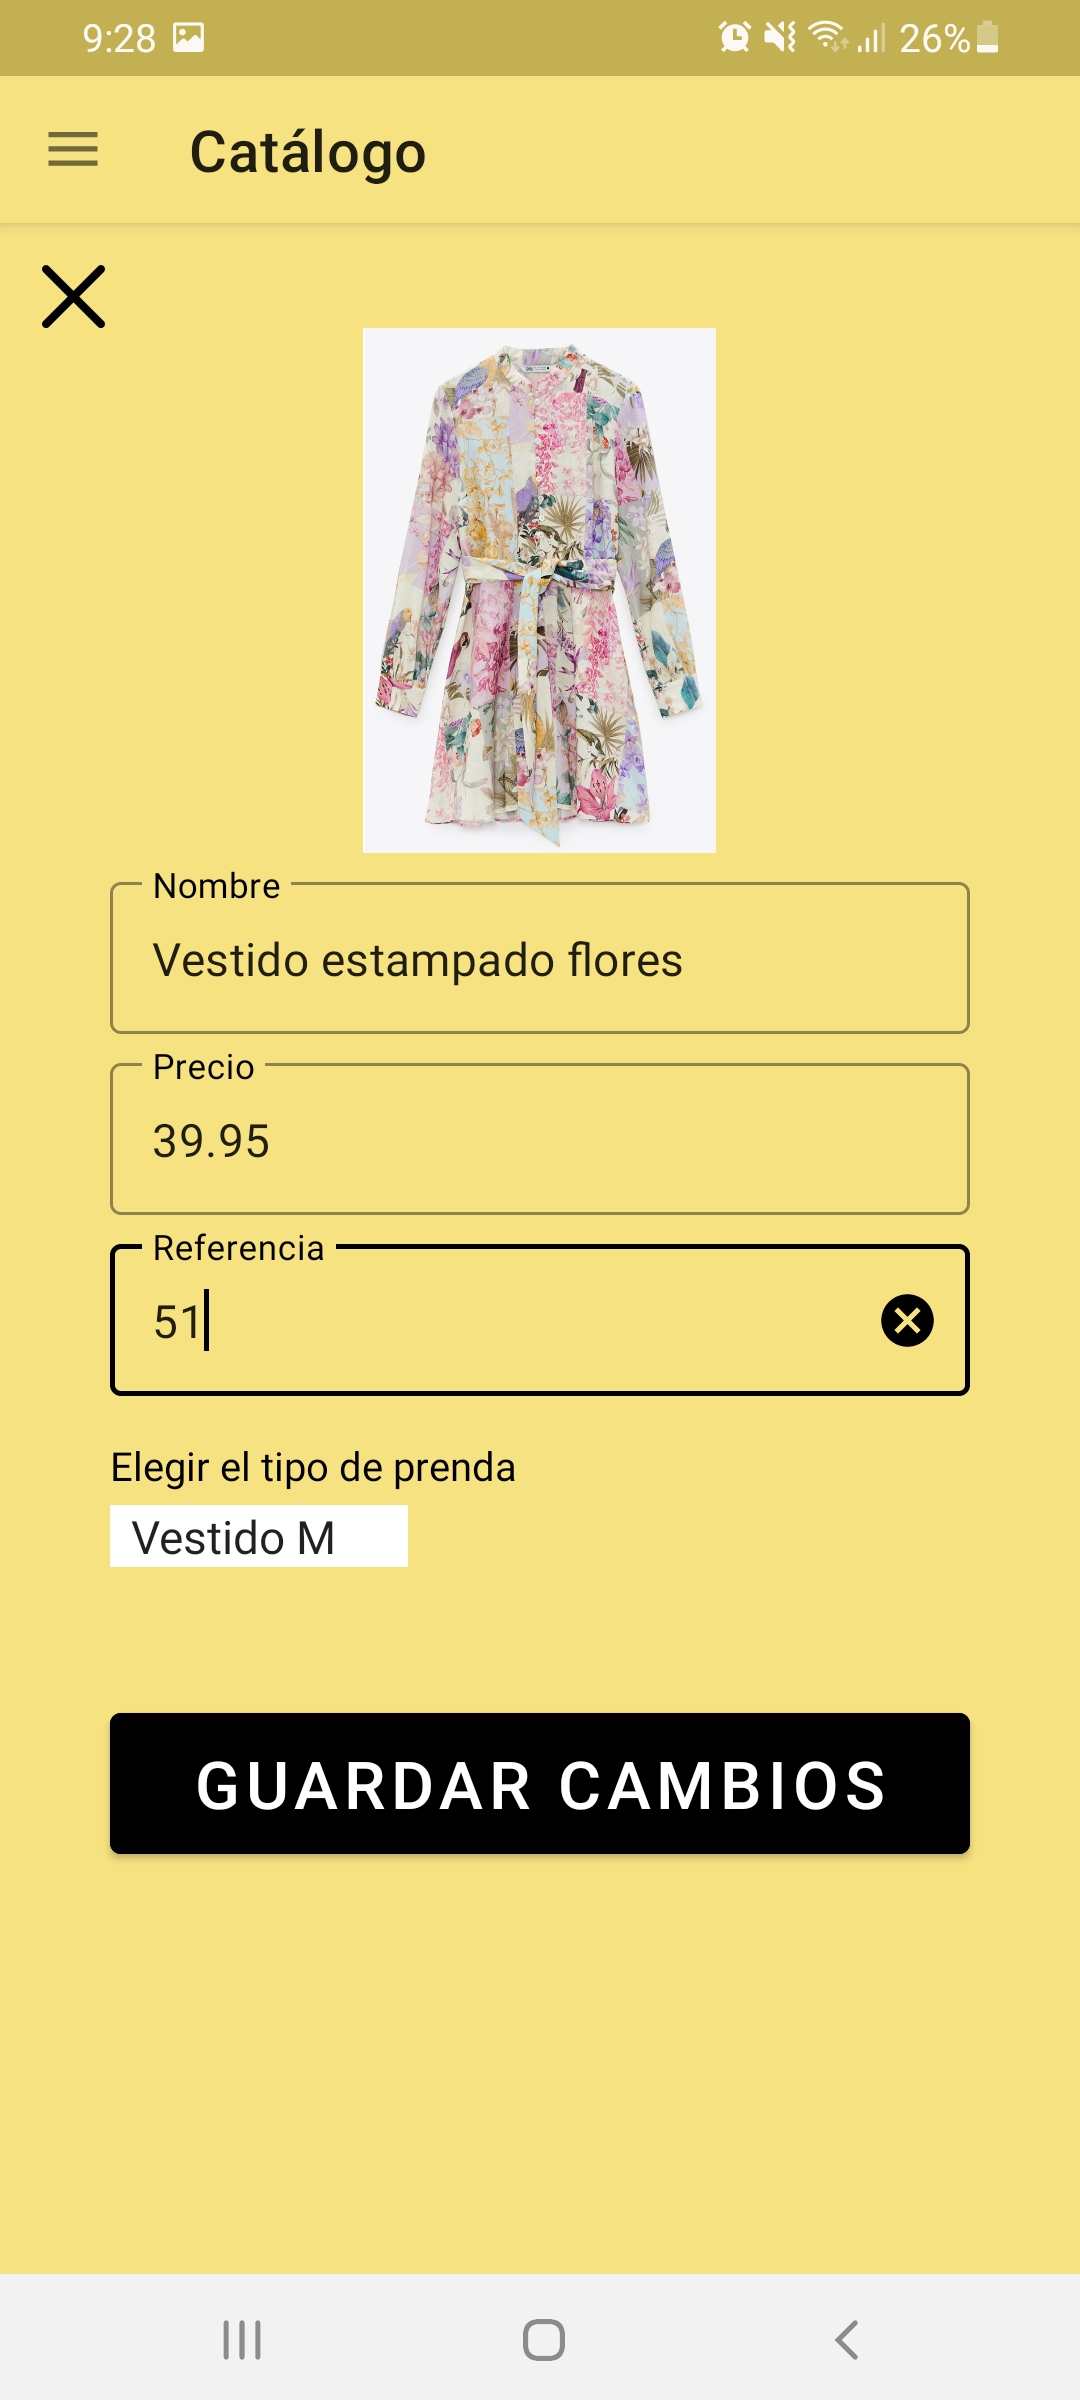 9:28 26%
Catálogo
Nombre
Vestido estampado flores
Precio
39.95
Referencia
51
Elegir el tipo de prenda
Vestido M
GUARDAR CAMBIOS